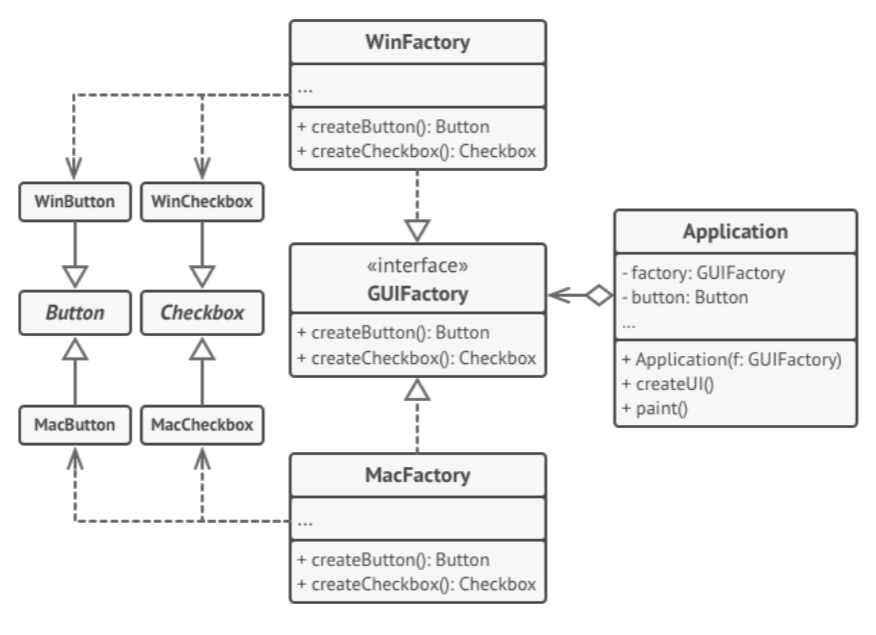 WinFactory
...
+ createButton(): Button
+ createCheckbox(): Checkbox
WinButton
WinCheckbox
Button
Checkbox
MacButton
MacCheckbox
«interface»
GUIFactory
+ createButton(): Button
+ createCheckbox(): Checkbox
Application
- factory: GUIFactory
- button: Button
...
+ Application(f: GUIFactory)
+ createUI()
+ paint()
MacFactory
...
+ createButton(): Button
+ createCheckbox(): Checkbox